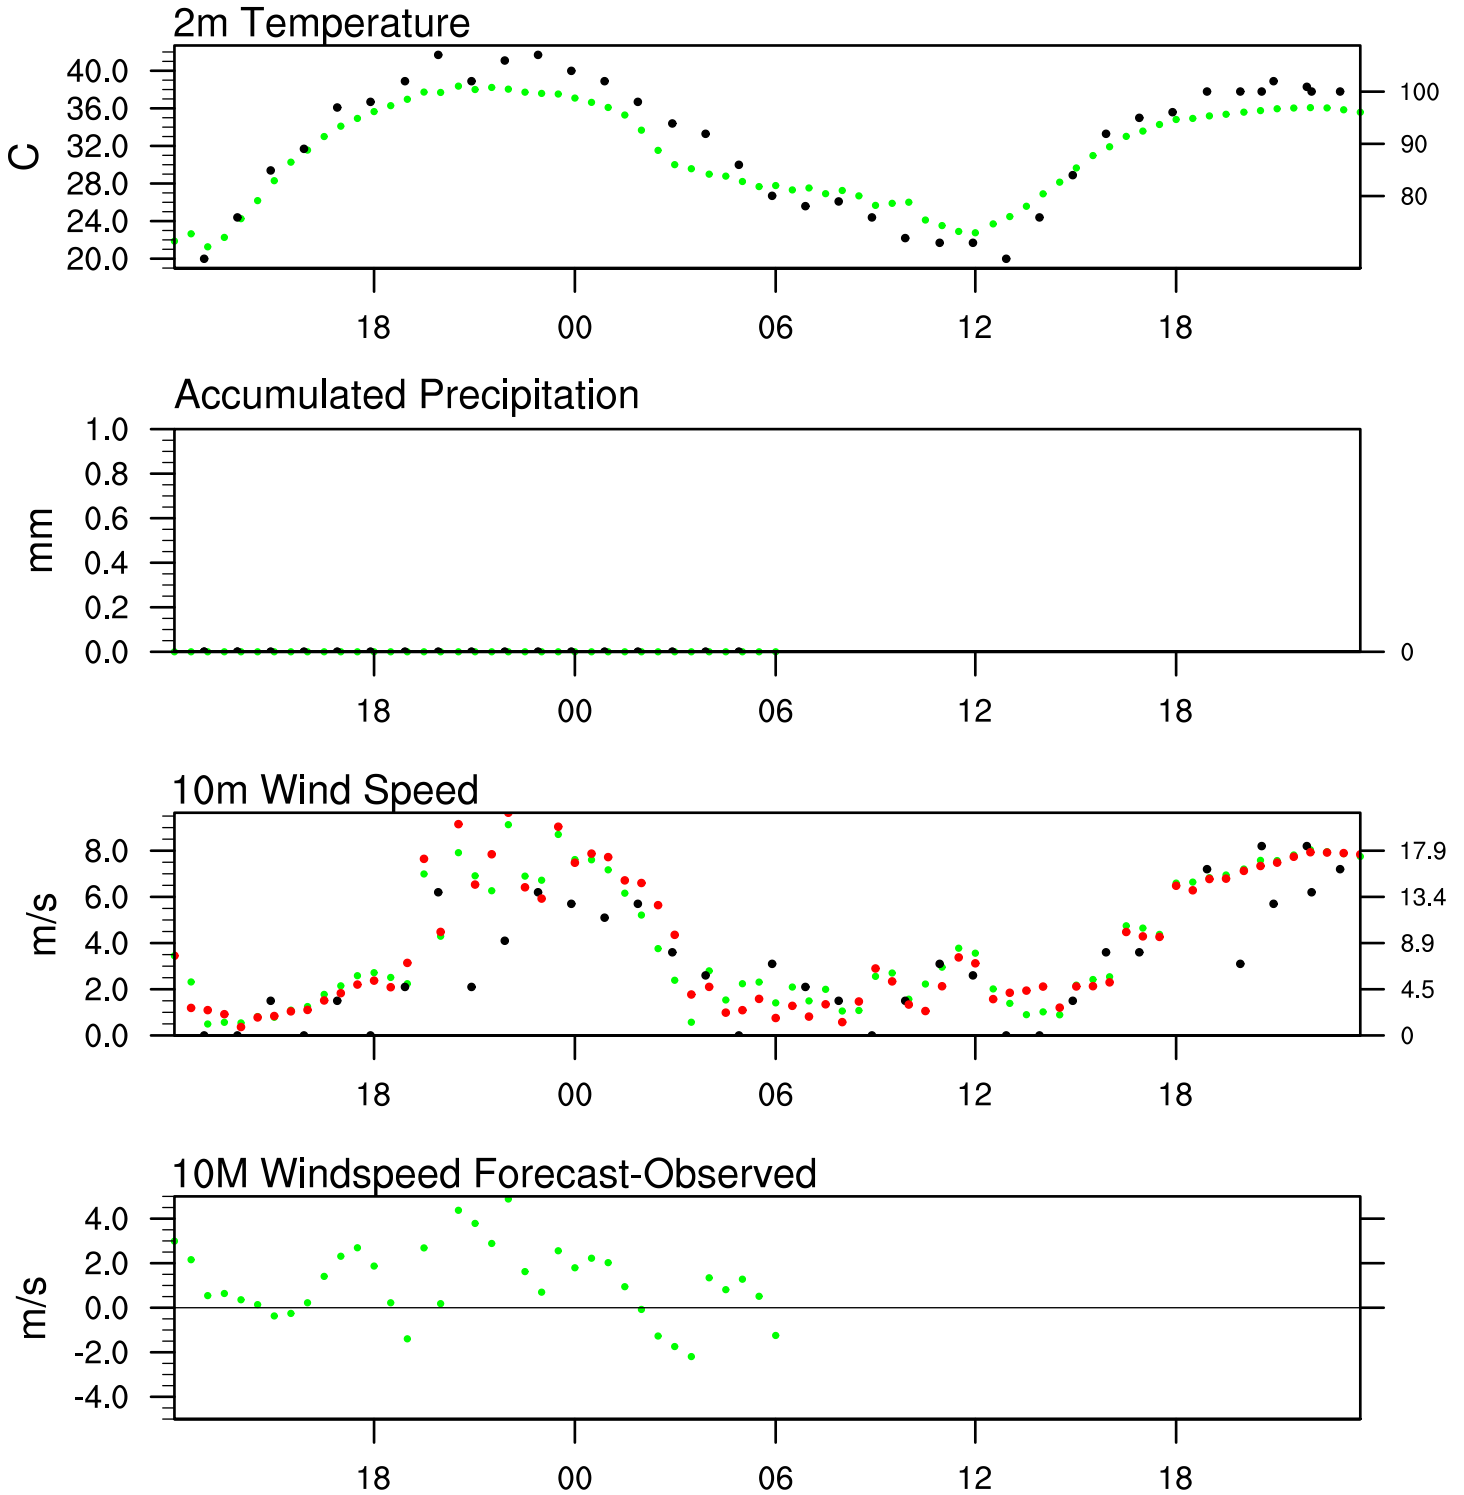 2m Temperature
40.0
36.0
32.0
28.0
24.0
20.0
C
100
90
80
18 00 06 12 18
Accumulated Precipitation
1.0
0.8
0.6
0.4
0.2
0.0
mm
0
18 00 06 12 18
10m Wind Speed
8.0
6.0
4.0
2.0
0.0
m/s
17.9
13.4
8.9
4.5
0
18 00 06 12 18
10M Windspeed Forecast-Observed
4.0
2.0
0.0
-2.0
-4.0
m/s
18 00 06 12 18